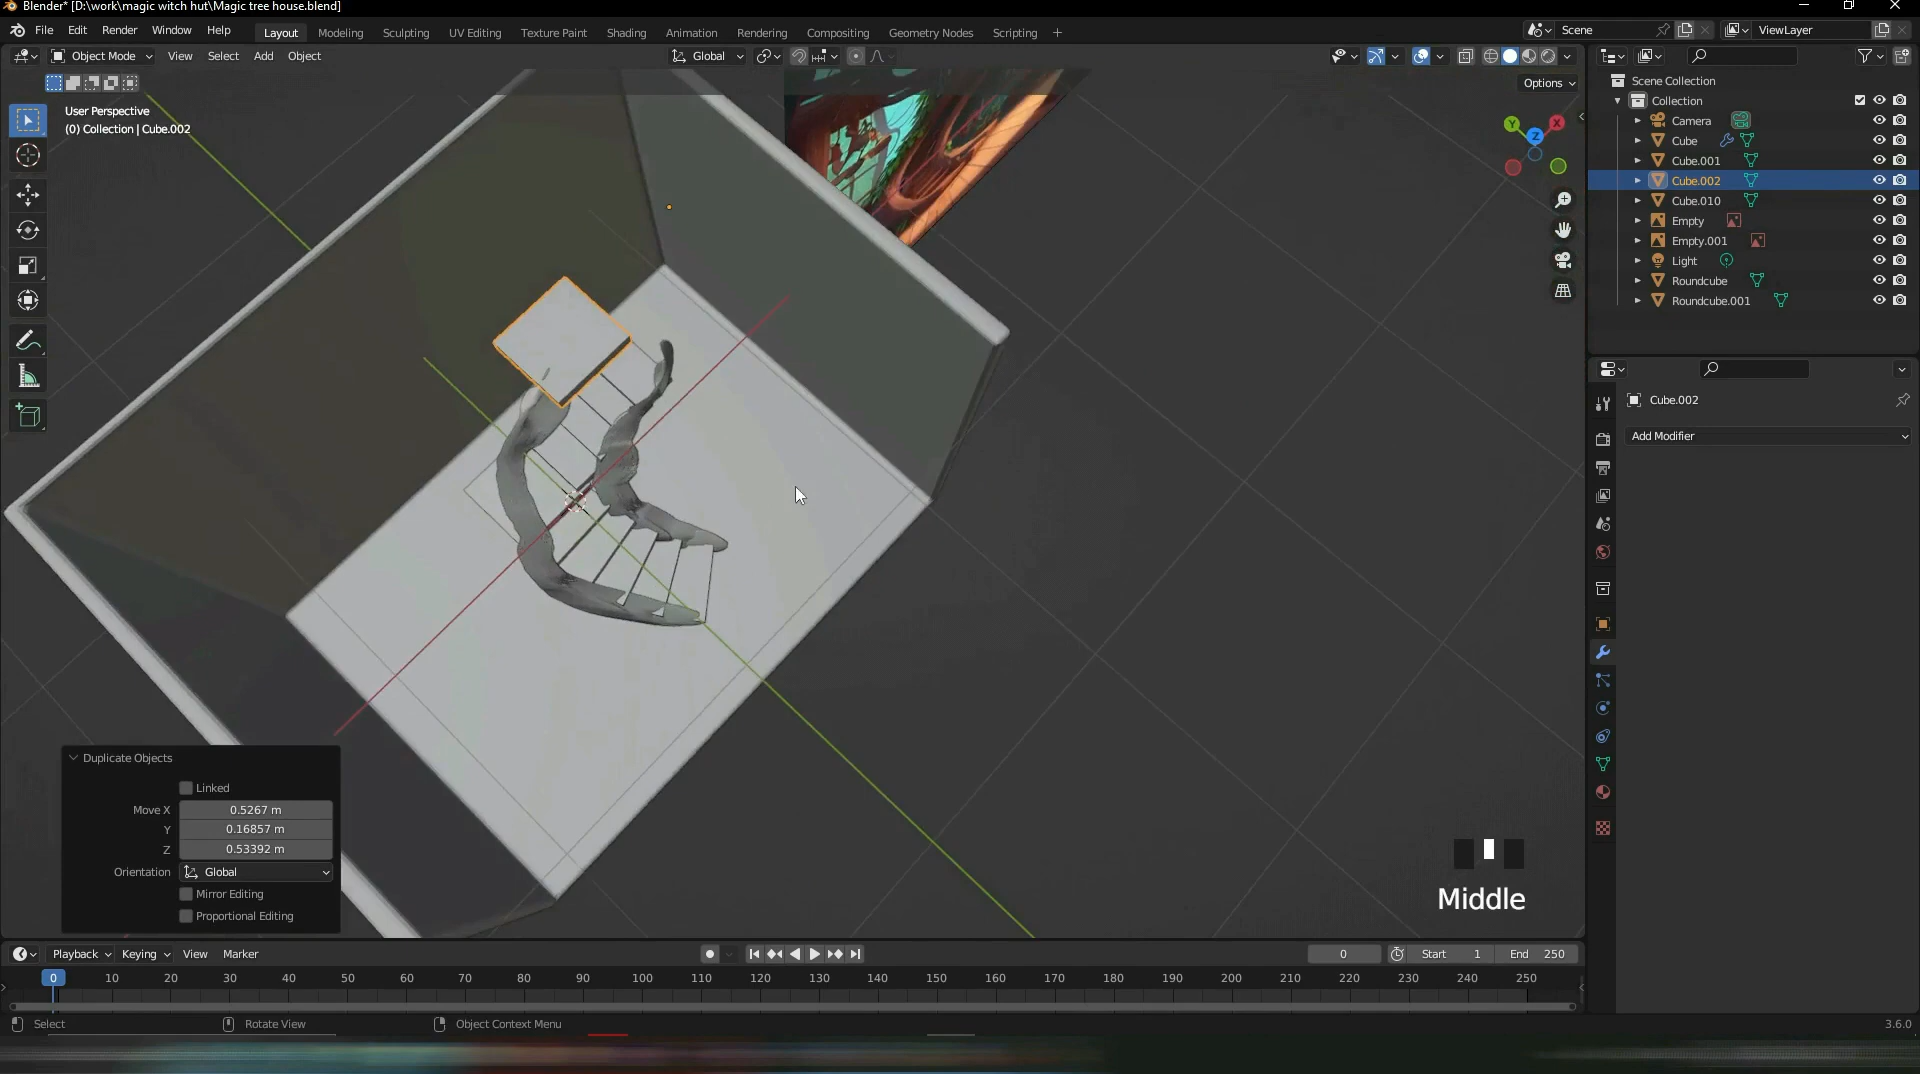 Blender* [D:\work\magic witch hut\Magic tree house.blend]
File Edit Render Window Help Layout Modeling Sculpting UV Editing Texture Paint Shading Animation Rendering Compositing Geometry Nodes Scripting + Scene ViewLayer
Object Mode View Select Add Object Global
Options
User Perspective
(0) Collection | Cube.002
Y X Z
Scene Collection
Collection
Camera
Cube
Cube.001
Cube.002
Cube.010
Empty
Empty.001
Light
Roundcube
Roundcube.001
Cube.002
Add Modifier
Duplicate Objects
Linked
Move X 0.5267 m
Y 0.16857 m
Z 0.53392 m
Orientation Global
Mirror Editing
Proportional Editing
Middle
Playback Keying View Marker 0 Start 1 End 250
0 10 20 30 40 50 60 70 80 90 100 110 120 130 140 150 160 170 180 190 200 210 220 230 240 250
Select Rotate View Object Context Menu 3.6.0